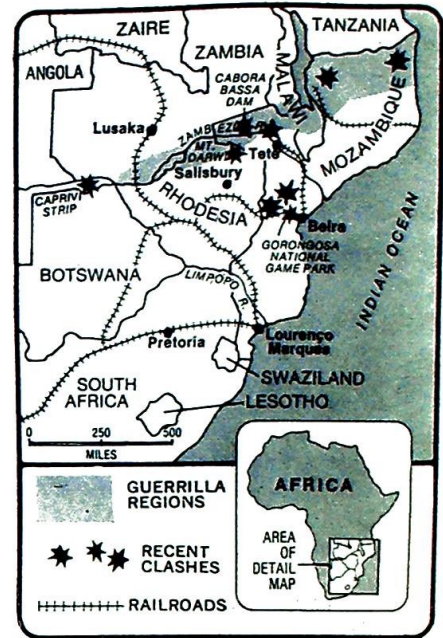 ZAIRE
TANZANIA
ZAMBIA
ANGOLA
CABORA
BASSA
DAM
MALAWI
Lusaka
ZAMBEZI R.
MT.
DARWIN
Tete
MOZAMBIQUE
Salisbury
CAPRIVI
STRIP
RHODESIA
Beira
GORONGOSA
NATIONAL
GAME PARK
BOTSWANA
LIMPOPO R.
INDIAN OCEAN
Pretoria
Lourenço
Marques
SWAZILAND
SOUTH
AFRICA
LESOTHO
0 250 500
MILES
GUERRILLA
REGIONS
RECENT
CLASHES
RAILROADS
AFRICA
AREA
OF
DETAIL
MAP